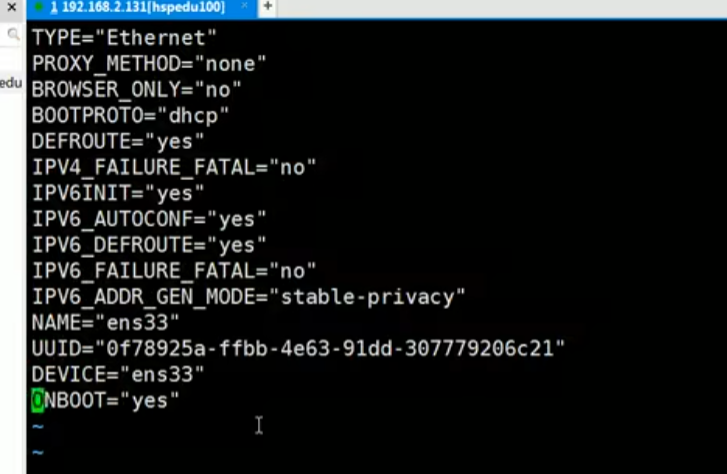 1 192.168.2.131[hspedu100] × +
edu
TYPE="Ethernet"
PROXY_METHOD="none"
BROWSER_ONLY="no"
BOOTPROTO="dhcp"
DEFROUTE="yes"
IPV4_FAILURE_FATAL="no"
IPV6INIT="yes"
IPV6_AUTOCONF="yes"
IPV6_DEFROUTE="yes"
IPV6_FAILURE_FATAL="no"
IPV6_ADDR_GEN_MODE="stable-privacy"
NAME="ens33"
UUID="0f78925a-ffbb-4e63-91dd-307779206c21"
DEVICE="ens33"
ONBOOT="yes"
~
~